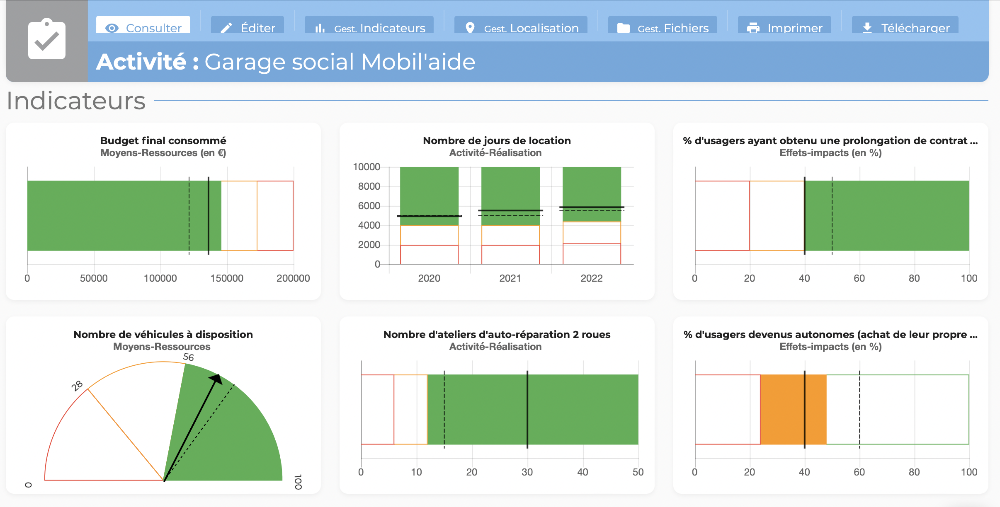 Consulter
Éditer
Gest. Indicateurs
Gest. Localisation
Gest. Fichiers
Imprimer
Télécharger
Activité : Garage social Mobil'aide
Indicateurs
Budget final consommé
Moyens-Ressources (en €)
0 50000 100000 150000 200000
Nombre de jours de location
Activité-Réalisation
10000
8000
6000
4000
2000
0
2020 2021 2022
% d'usagers ayant obtenu une prolongation de contrat ...
Effets-impacts (en %)
0 20 40 60 80 100
Nombre de véhicules à disposition
Moyens-Ressources
56
28
0
100
Nombre d'ateliers d'auto-réparation 2 roues
Activité-Réalisation
0 10 20 30 40 50
% d'usagers devenus autonomes (achat de leur propre ...
Effets-impacts (en %)
0 20 40 60 80 100